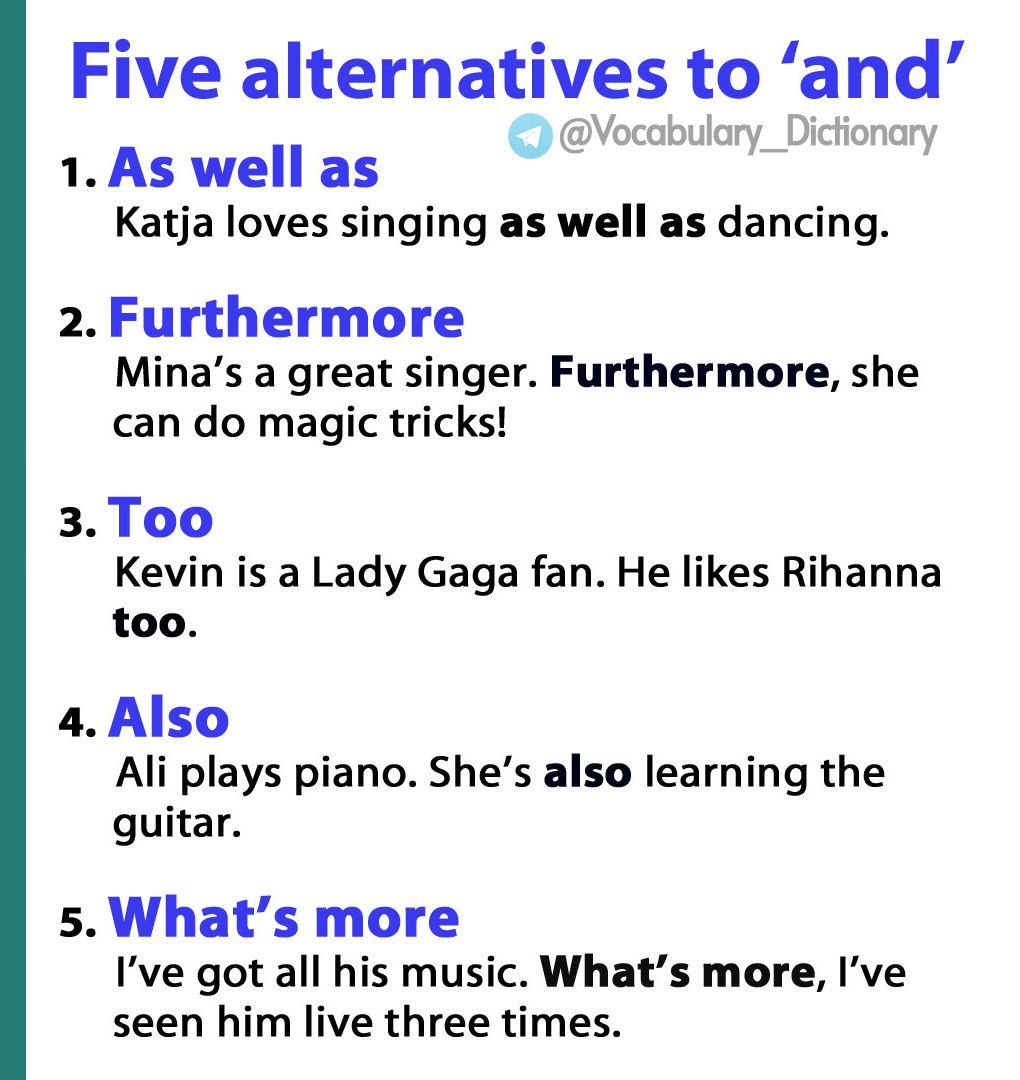 Five alternatives to ‘and’
@Vocabulary_Dictionary
1. As well as
Katja loves singing as well as dancing.
2. Furthermore
Mina’s a great singer. Furthermore, she
can do magic tricks!
3. Too
Kevin is a Lady Gaga fan. He likes Rihanna
too.
4. Also
Ali plays piano. She’s also learning the
guitar.
5. What’s more
I’ve got all his music. What’s more, I’ve
seen him live three times.